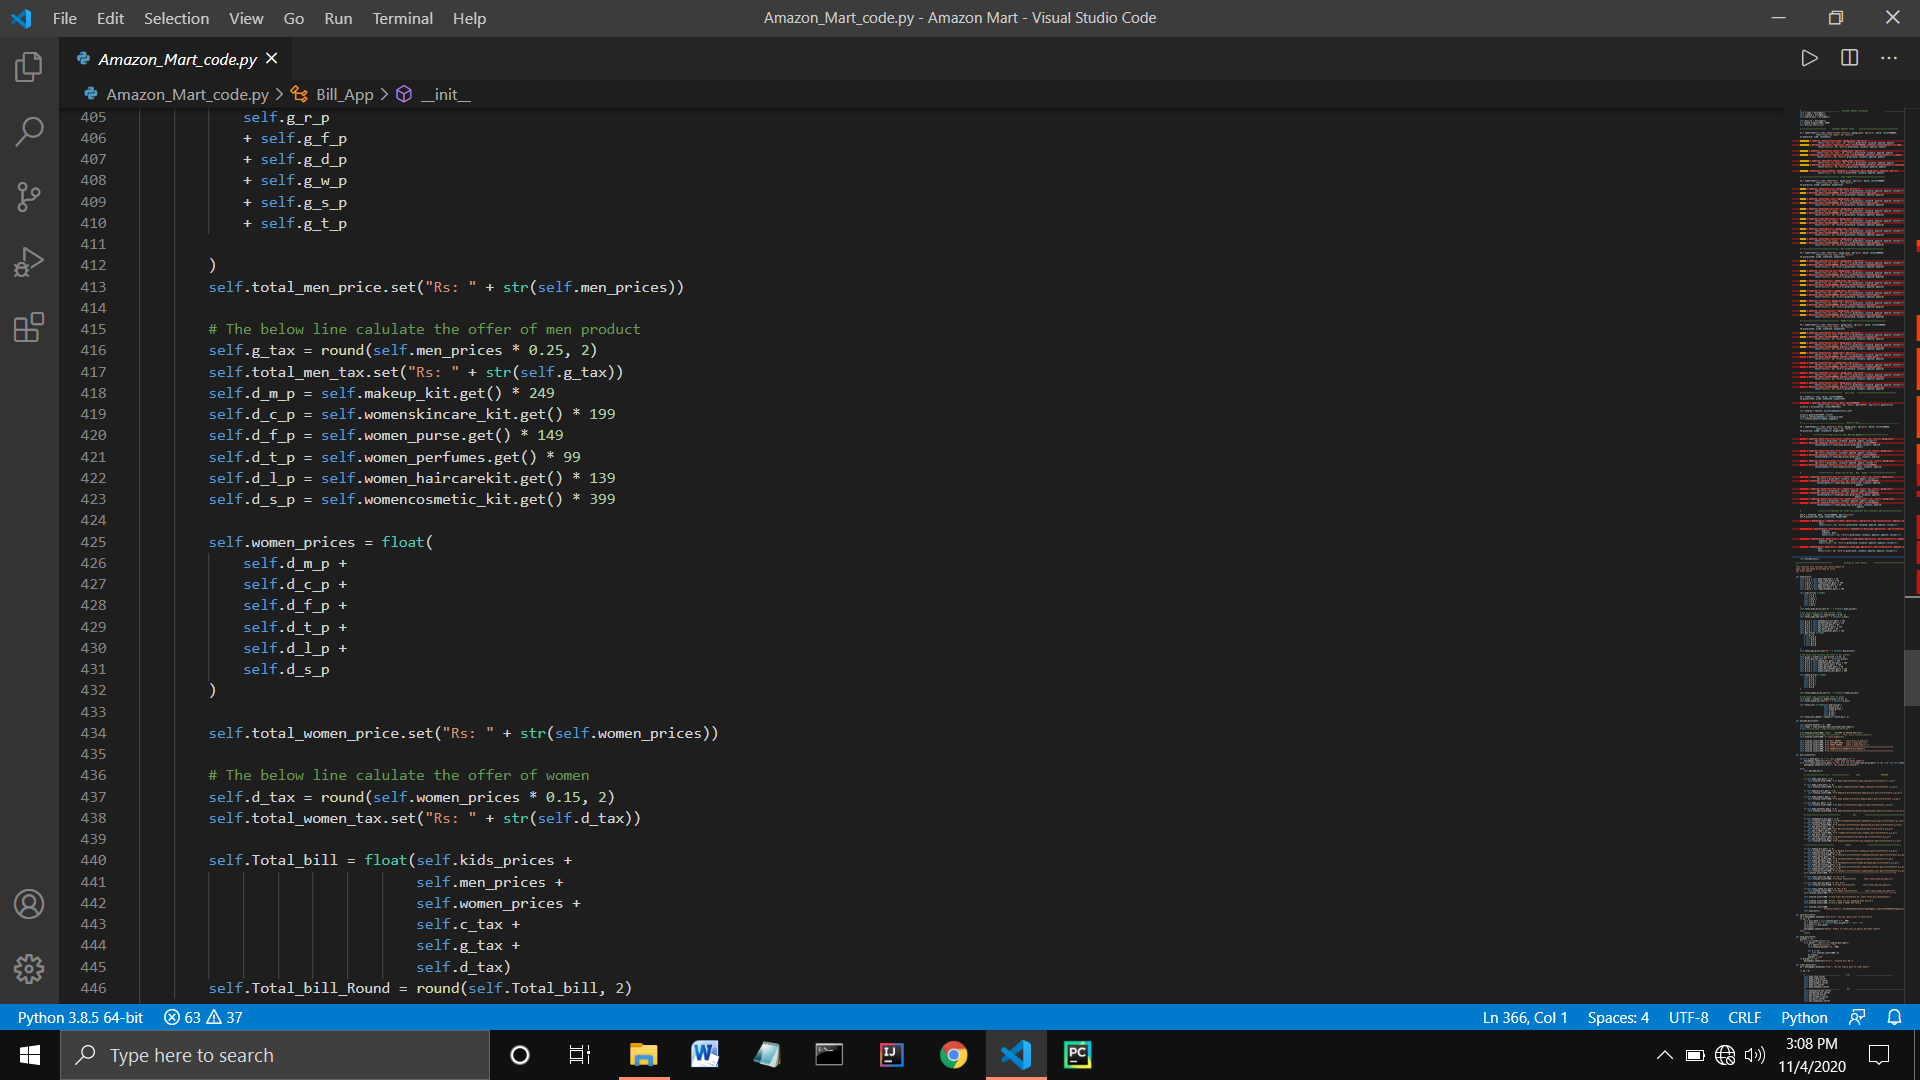 File Edit Selection View Go Run Terminal Help
Amazon_Mart_code.py - Amazon Mart - Visual Studio Code
Amazon_Mart_code.py
Amazon_Mart_code.py > Bill_App > __init__
405 self.g_r_p
406 + self.g_f_p
407 + self.g_d_p
408 + self.g_w_p
409 + self.g_s_p
410 + self.g_t_p
411
412 )
413 self.total_men_price.set("Rs: " + str(self.men_prices))
414
415 # The below line calulate the offer of men product
416 self.g_tax = round(self.men_prices * 0.25, 2)
417 self.total_men_tax.set("Rs: " + str(self.g_tax))
418 self.d_m_p = self.makeup_kit.get() * 249
419 self.d_c_p = self.womenskincare_kit.get() * 199
420 self.d_f_p = self.women_purse.get() * 149
421 self.d_t_p = self.women_perfumes.get() * 99
422 self.d_l_p = self.women_haircarekit.get() * 139
423 self.d_s_p = self.womencosmetic_kit.get() * 399
424
425 self.women_prices = float(
426 self.d_m_p +
427 self.d_c_p +
428 self.d_f_p +
429 self.d_t_p +
430 self.d_l_p +
431 self.d_s_p
432 )
433
434 self.total_women_price.set("Rs: " + str(self.women_prices))
435
436 # The below line calulate the offer of women
437 self.d_tax = round(self.women_prices * 0.15, 2)
438 self.total_women_tax.set("Rs: " + str(self.d_tax))
439
440 self.Total_bill = float(self.kids_prices +
441 self.men_prices +
442 self.women_prices +
443 self.c_tax +
444 self.g_tax +
445 self.d_tax)
446 self.Total_bill_Round = round(self.Total_bill, 2)
Python 3.8.5 64-bit 63 37 Ln 366, Col 1 Spaces: 4 UTF-8 CRLF Python
Type here to search
3:08 PM
11/4/2020